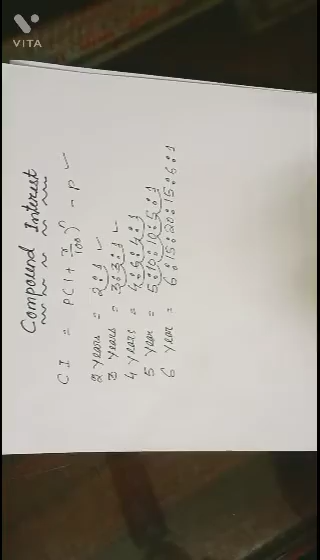 VITA
Compound Interest
CI = P(1 + r/100)^n - P ✓
2 Years = 2:1 ✓
3 Years = 3:3:1 ✓
4 Years = 4:6:4:1
5 Year = 5:10:10:5:1
6 Year = 6:15:20:15:6:1